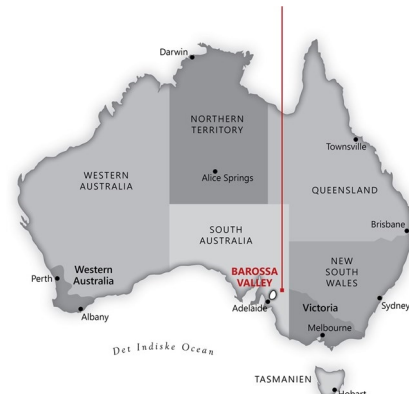 Darwin
NORTHERN
TERRITORY
Townsville
Alice Springs
WESTERN
AUSTRALIA
QUEENSLAND
SOUTH
AUSTRALIA
Brisbane
BAROSSA
VALLEY
NEW
SOUTH
WALES
Perth
Western
Australia
Adelaide
Victoria
Sydney
Albany
Melbourne
Det Indiske Ocean
TASMANIEN
Hobart